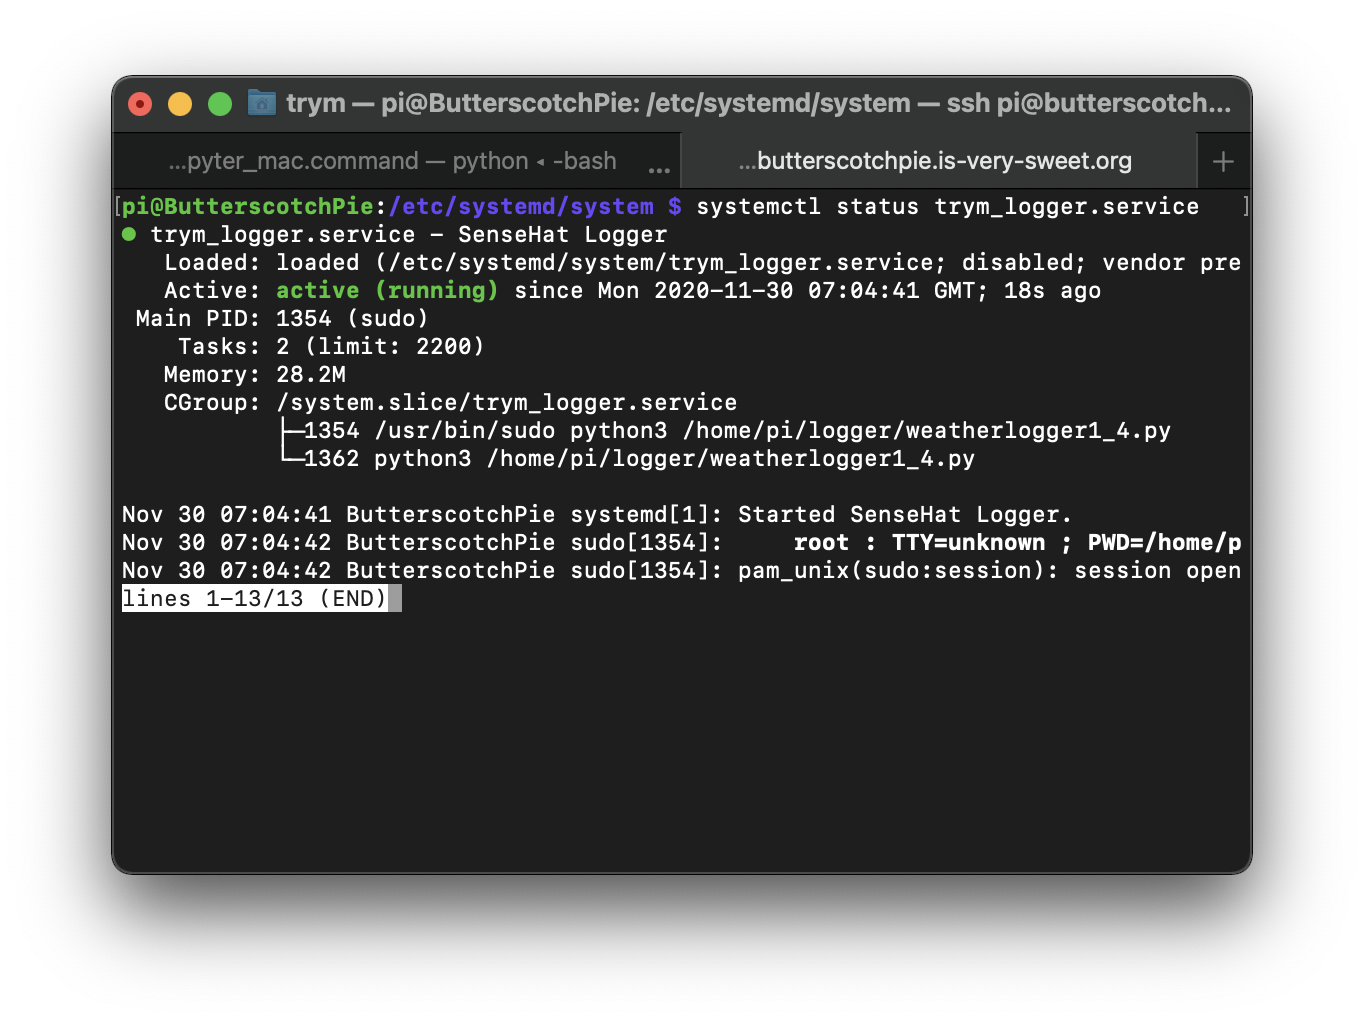 trym — pi@ButterscotchPie: /etc/systemd/system — ssh pi@butterscotch...
...pyter_mac.command — python ◂ -bash ...
...butterscotchpie.is-very-sweet.org +
[pi@ButterscotchPie:/etc/systemd/system $ systemctl status trym_logger.service ]
● trym_logger.service - SenseHat Logger
Loaded: loaded (/etc/systemd/system/trym_logger.service; disabled; vendor pre
Active: active (running) since Mon 2020-11-30 07:04:41 GMT; 18s ago
Main PID: 1354 (sudo)
Tasks: 2 (limit: 2200)
Memory: 28.2M
CGroup: /system.slice/trym_logger.service
├─1354 /usr/bin/sudo python3 /home/pi/logger/weatherlogger1_4.py
└─1362 python3 /home/pi/logger/weatherlogger1_4.py
Nov 30 07:04:41 ButterscotchPie systemd[1]: Started SenseHat Logger.
Nov 30 07:04:42 ButterscotchPie sudo[1354]: root : TTY=unknown ; PWD=/home/p
Nov 30 07:04:42 ButterscotchPie sudo[1354]: pam_unix(sudo:session): session open
lines 1-13/13 (END)